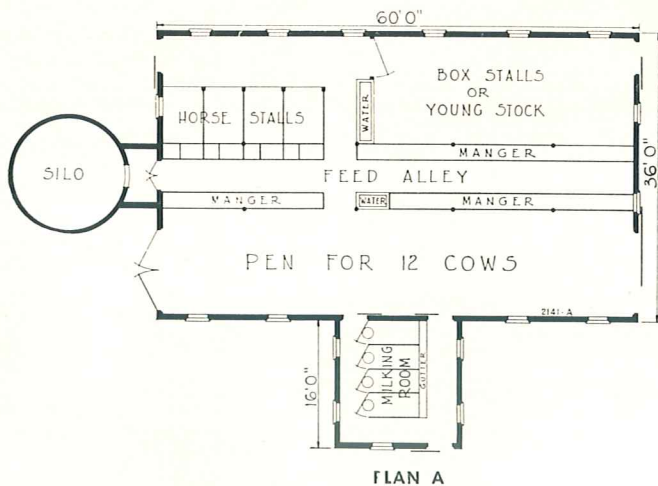 60'0"
BOX STALLS
OR
YOUNG STOCK
HORSE STALLS
WATER
MANGER
36'0"
SILO
FEED ALLEY
MANGER
WATER
MANGER
PEN FOR 12 COWS
2141-A
16'0"
MILKING
ROOM
GUTTER
PLAN A